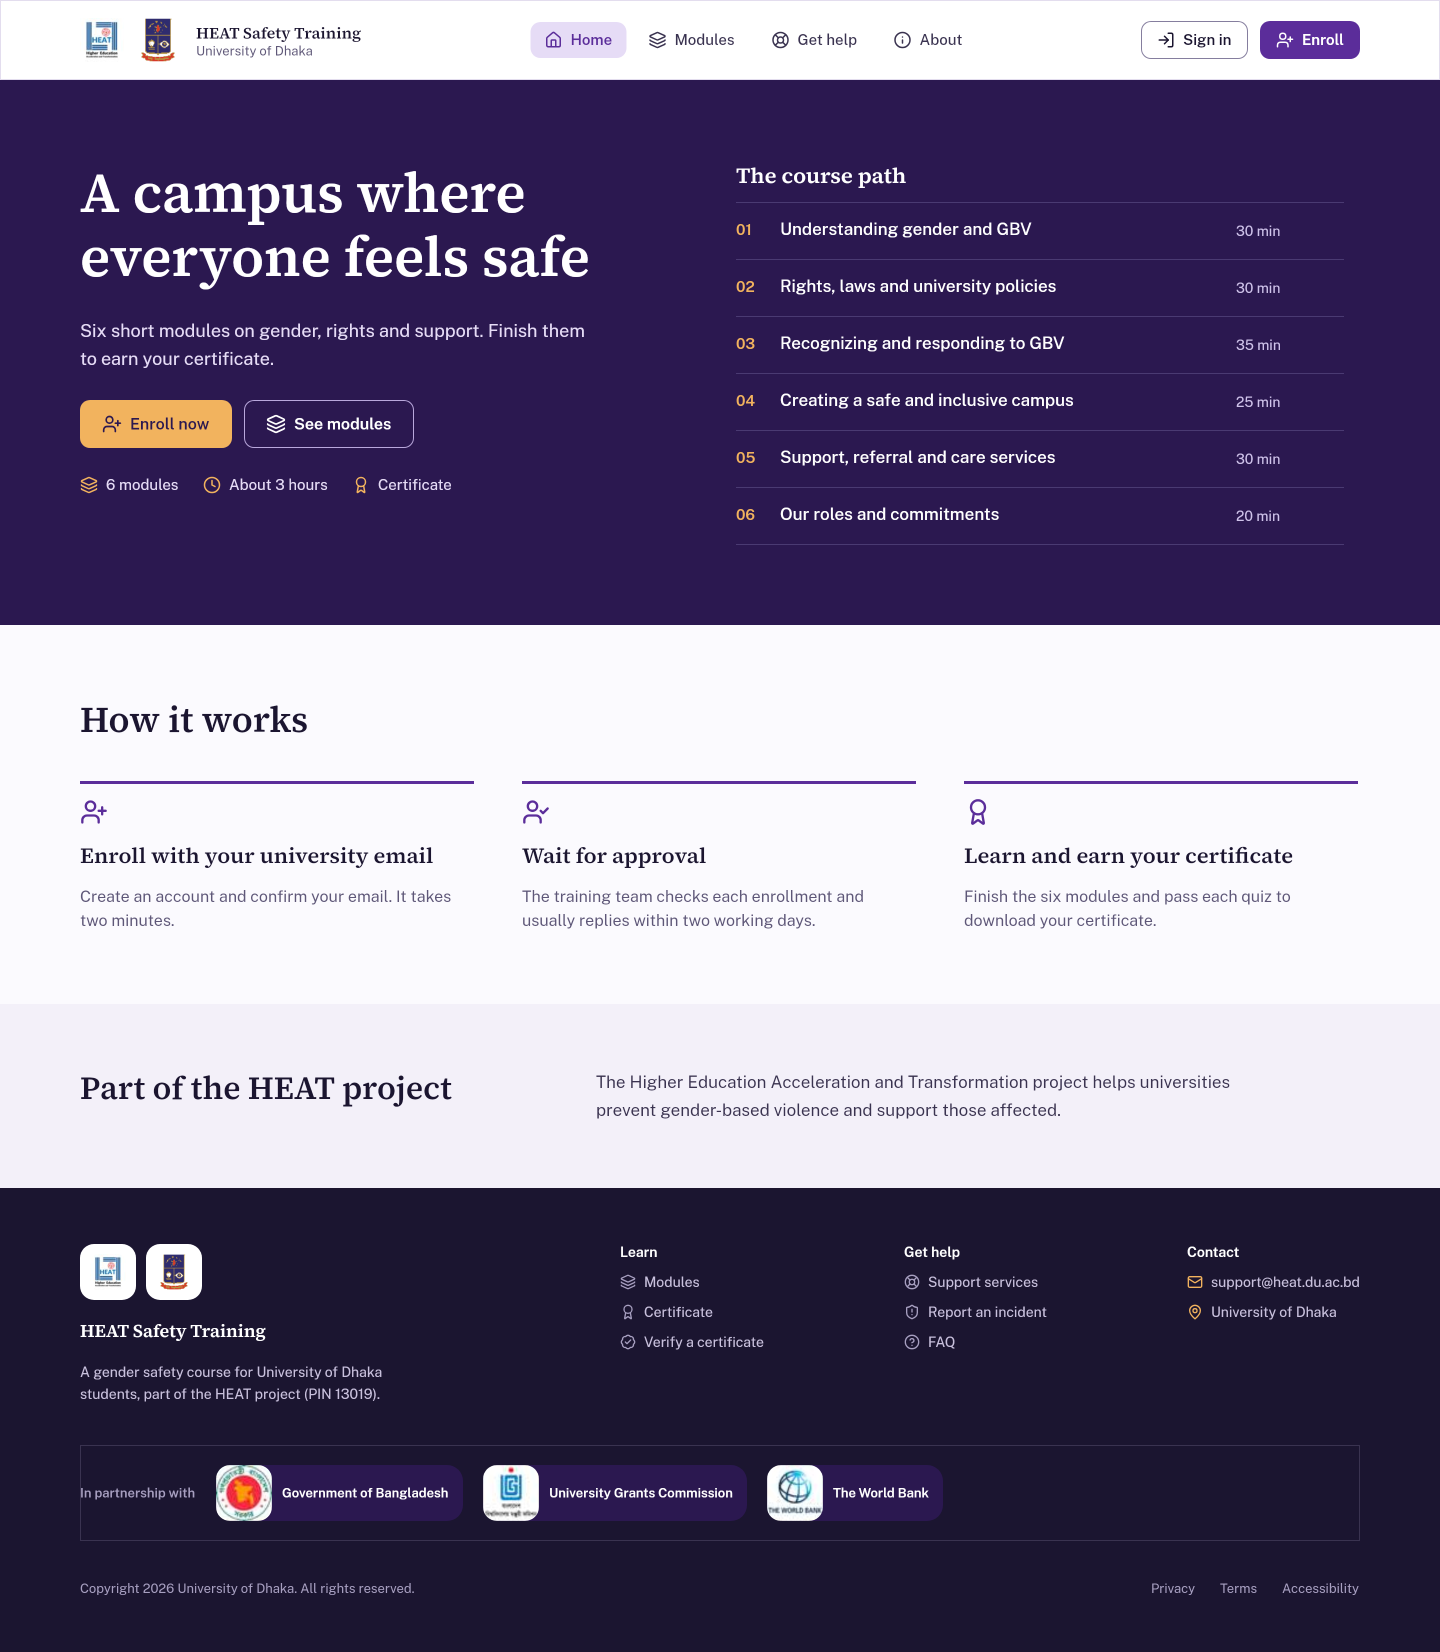 HEAT
Higher Education
HEAT Safety Training
University of Dhaka
Home
Modules
Get help
About
Sign in
Enroll
A campus where
everyone feels safe
Six short modules on gender, rights and support. Finish them
to earn your certificate.
Enroll now
See modules
6 modules
About 3 hours
Certificate
The course path
01 Understanding gender and GBV 30 min
02 Rights, laws and university policies 30 min
03 Recognizing and responding to GBV 35 min
04 Creating a safe and inclusive campus 25 min
05 Support, referral and care services 30 min
06 Our roles and commitments 20 min
How it works
Enroll with your university email
Create an account and confirm your email. It takes
two minutes.
Wait for approval
The training team checks each enrollment and
usually replies within two working days.
Learn and earn your certificate
Finish the six modules and pass each quiz to
download your certificate.
Part of the HEAT project
The Higher Education Acceleration and Transformation project helps universities
prevent gender-based violence and support those affected.
HEAT
Higher Education
HEAT Safety Training
A gender safety course for University of Dhaka
students, part of the HEAT project (PIN 13019).
Learn
Modules
Certificate
Verify a certificate
Get help
Support services
Report an incident
FAQ
Contact
support@heat.du.ac.bd
University of Dhaka
In partnership with
Government of Bangladesh
University Grants Commission
THE WORLD BANK
The World Bank
Copyright 2026 University of Dhaka. All rights reserved.
Privacy
Terms
Accessibility